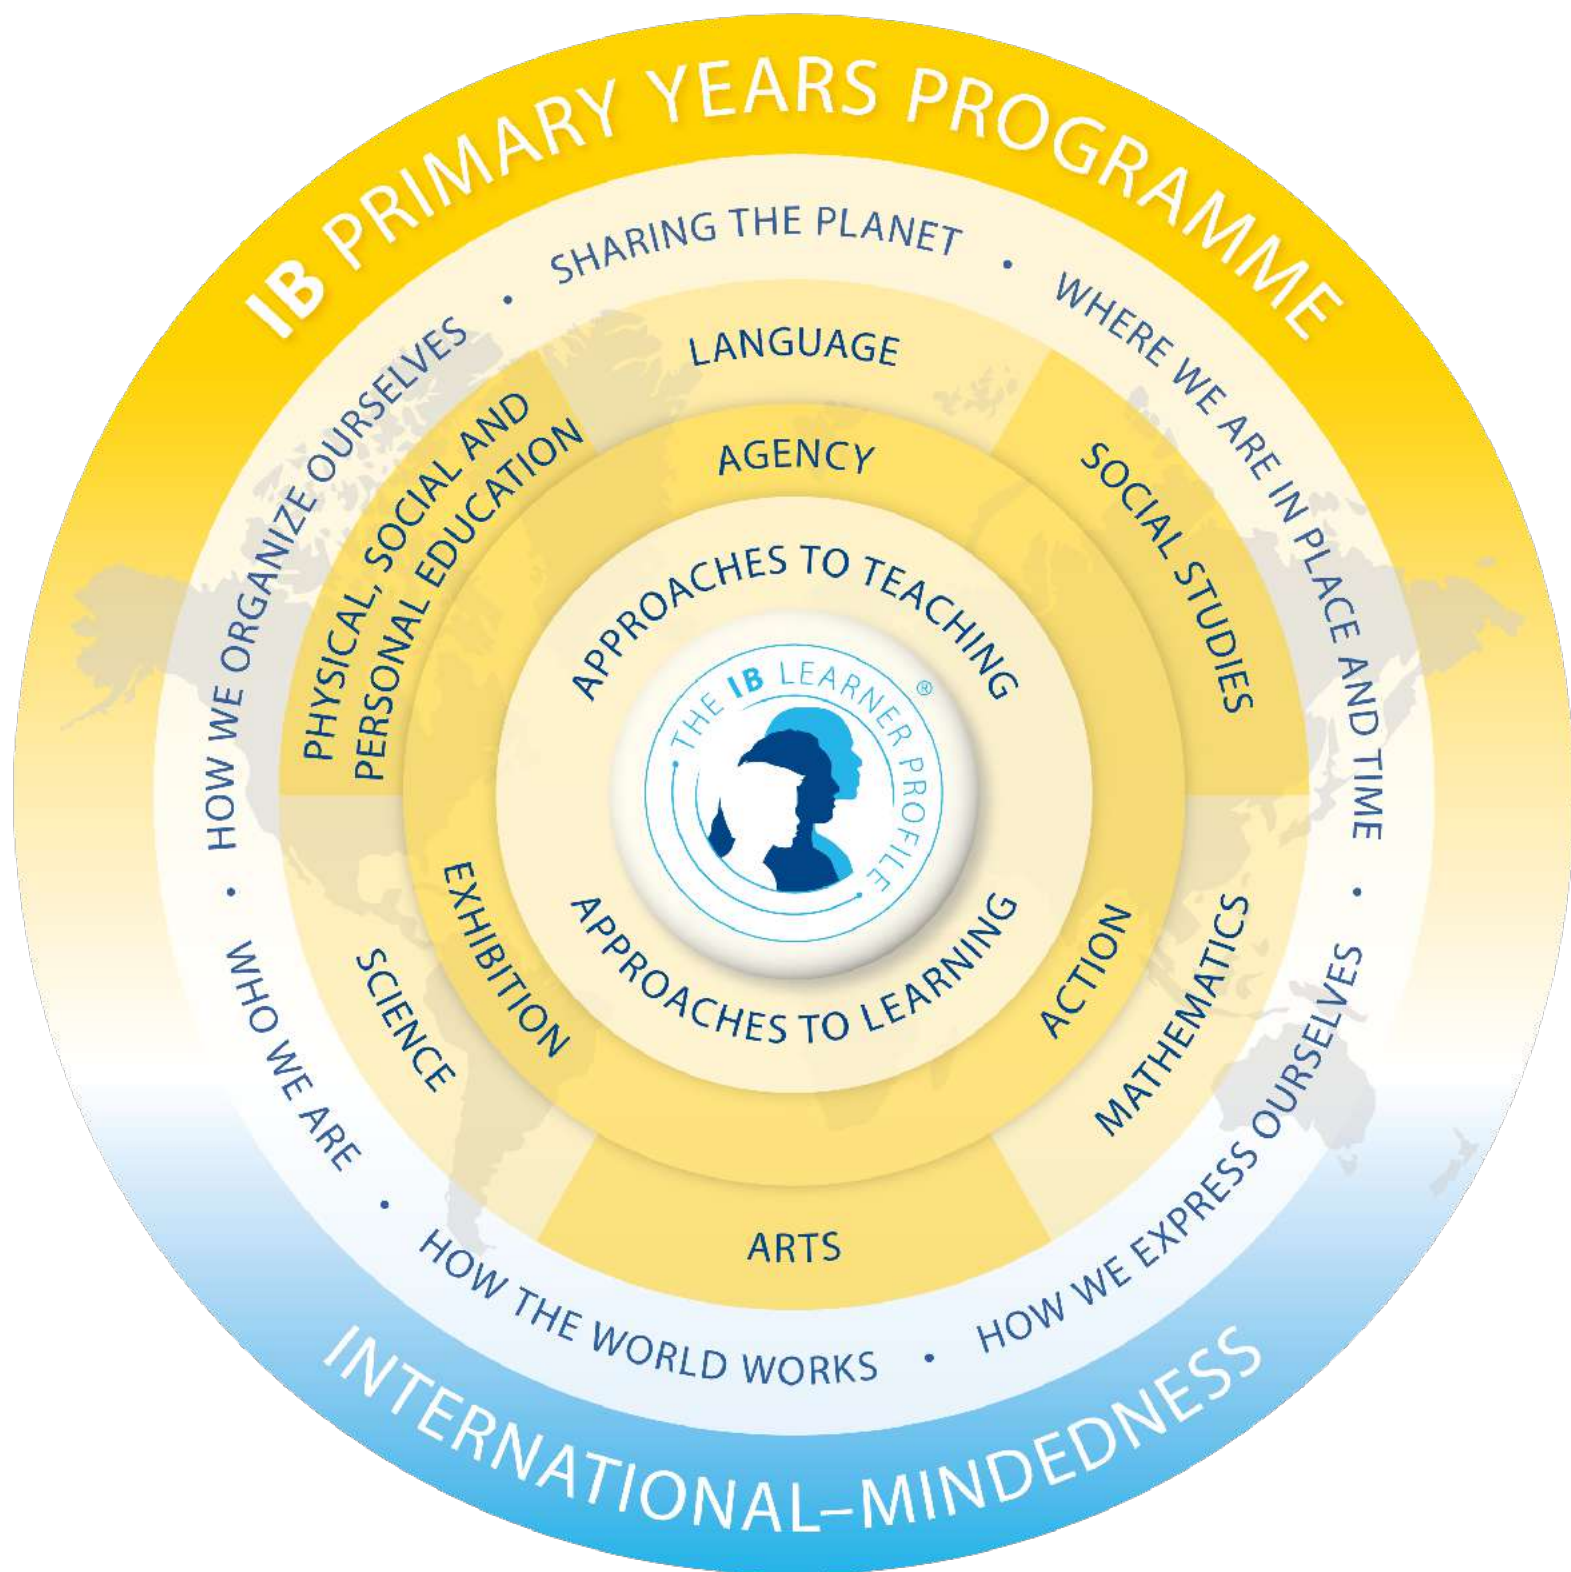 IB PRIMARY YEARS PROGRAMME
SHARING THE PLANET
•
WHERE WE ARE IN PLACE AND TIME
•
HOW WE EXPRESS OURSELVES
•
HOW THE WORLD WORKS
•
WHO WE ARE
•
HOW WE ORGANIZE OURSELVES
•
LANGUAGE
SOCIAL STUDIES
MATHEMATICS
ARTS
SCIENCE
PHYSICAL, SOCIAL AND
PERSONAL EDUCATION
AGENCY
ACTION
EXHIBITION
APPROACHES TO TEACHING
APPROACHES TO LEARNING
THE IB LEARNER PROFILE
®
INTERNATIONAL–MINDEDNESS